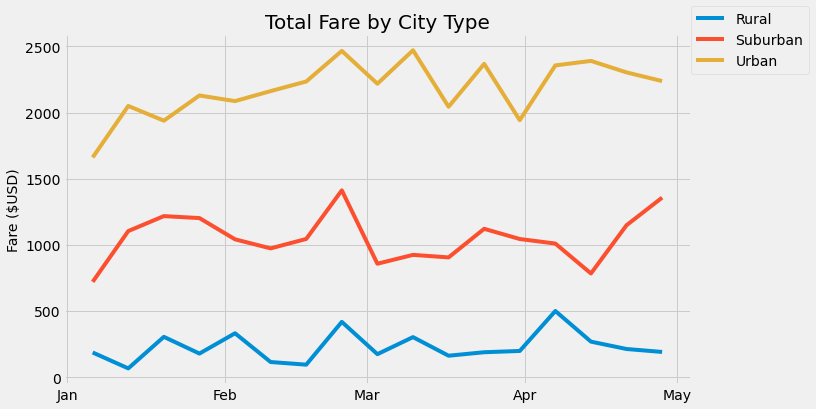 Total Fare by City Type
Rural
Suburban
Urban
Fare ($USD)
2500
2000
1500
1000
500
0
Jan Feb Mar Apr May